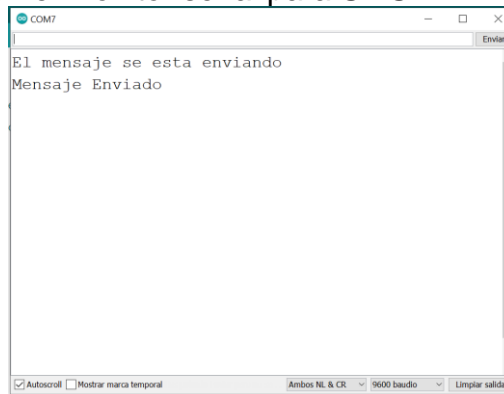 COM7
Enviar
El mensaje se esta enviando
Mensaje Enviado
Autoscroll Mostrar marca temporal Ambos NL & CR 9600 baudio Limpiar salida